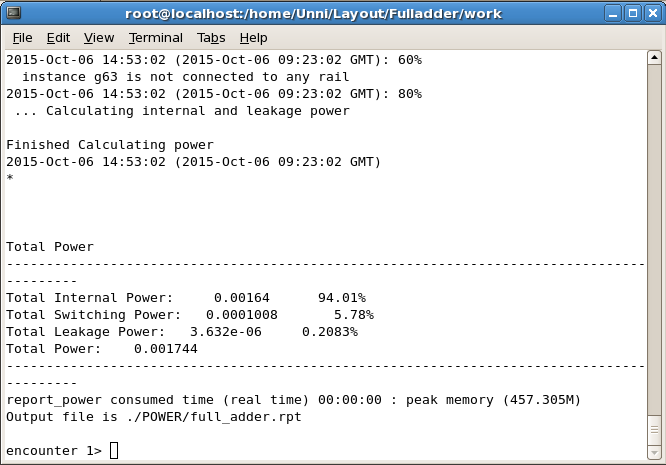 root@localhost:/home/Unni/Layout/Fulladder/work
File Edit View Terminal Tabs Help
2015-Oct-06 14:53:02 (2015-Oct-06 09:23:02 GMT): 60%
  instance g63 is not connected to any rail
2015-Oct-06 14:53:02 (2015-Oct-06 09:23:02 GMT): 80%
 ... Calculating internal and leakage power
Finished Calculating power
2015-Oct-06 14:53:02 (2015-Oct-06 09:23:02 GMT)
*
Total Power
--------------------------------------------------------------------------------
---------
Total Internal Power:     0.00164      94.01%
Total Switching Power:   0.0001008       5.78%
Total Leakage Power:   3.632e-06     0.2083%
Total Power:    0.001744
--------------------------------------------------------------------------------
---------
report_power consumed time (real time) 00:00:00 : peak memory (457.305M)
Output file is ./POWER/full_adder.rpt
encounter 1>